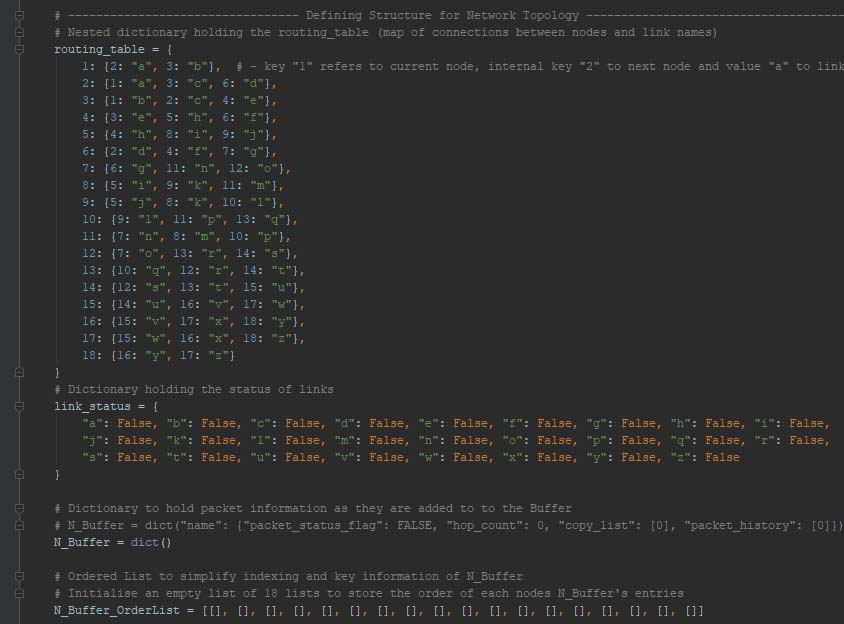 # --------------------------------- Defining Structure for Network Topology -------------------------------------
# Nested dictionary holding the routing_table (map of connections between nodes and link names)
routing_table = {
    1: {2: "a", 3: "b"},  # - key "1" refers to current node, internal key "2" to next node and value "a" to link
    2: {1: "a", 3: "c", 6: "d"},
    3: {1: "b", 2: "c", 4: "e"},
    4: {3: "e", 5: "h", 6: "f"},
    5: {4: "h", 8: "i", 9: "j"},
    6: {2: "d", 4: "f", 7: "g"},
    7: {6: "g", 11: "n", 12: "o"},
    8: {5: "i", 9: "k", 11: "m"},
    9: {5: "j", 8: "k", 10: "l"},
    10: {9: "l", 11: "p", 13: "q"},
    11: {7: "n", 8: "m", 10: "p"},
    12: {7: "o", 13: "r", 14: "s"},
    13: {10: "q", 12: "r", 14: "t"},
    14: {12: "s", 13: "t", 15: "u"},
    15: {14: "u", 16: "v", 17: "w"},
    16: {15: "v", 17: "x", 18: "y"},
    17: {15: "w", 16: "x", 18: "z"},
    18: {16: "y", 17: "z"}
}
# Dictionary holding the status of links
link_status = {
    "a": False, "b": False, "c": False, "d": False, "e": False, "f": False, "g": False, "h": False, "i": False,
    "j": False, "k": False, "l": False, "m": False, "n": False, "o": False, "p": False, "q": False, "r": False,
    "s": False, "t": False, "u": False, "v": False, "w": False, "x": False, "y": False, "z": False
}
# Dictionary to hold packet information as they are added to to the Buffer
# N_Buffer = dict("name": {"packet_status_flag": FALSE, "hop_count": 0, "copy_list": [0], "packet_history": [0]})
N_Buffer = dict()
# Ordered List to simplify indexing and key information of N_Buffer
# Initialise an empty list of 18 lists to store the order of each nodes N_Buffer's entries
N_Buffer_OrderList = [[], [], [], [], [], [], [], [], [], [], [], [], [], [], [], [], [], []]